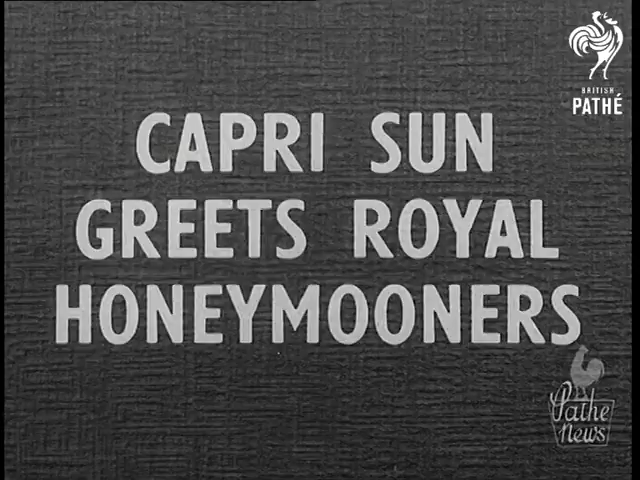 BRITISH
PATHÉ
CAPRI SUN
GREETS ROYAL
HONEYMOONERS
Pathe
News